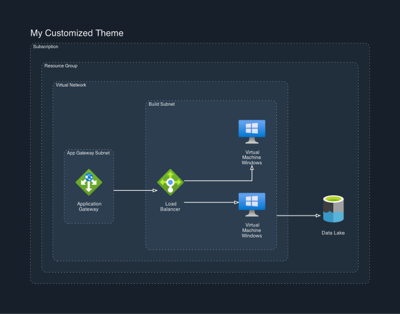 My Customized Theme
Subscription
Resource Group
Virtual Network
Build Subnet
App Gateway Subnet
Virtual
Machine
Windows
Application
Gateway
Load
Balancer
Virtual
Machine
Windows
Data Lake